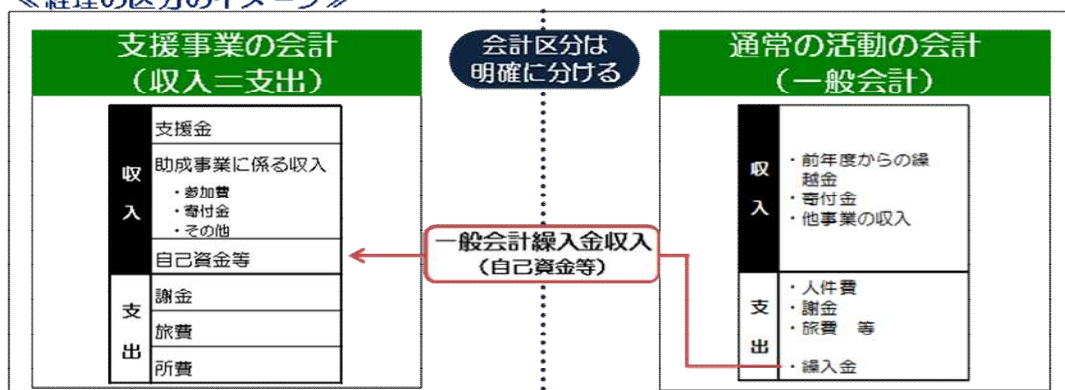 ≪経理の区分のイメージ≫
支援事業の会計
(収入=支出)
収入
支援金
助成事業に係る収入
・参加費
・寄付金
・その他
自己資金等
支出
謝金
旅費
所費
会計区分は
明確に分ける
一般会計繰入金収入
(自己資金等)
通常の活動の会計
(一般会計)
収入
・前年度からの繰
越金
・寄付金
・他事業の収入
支出
・人件費
・謝金
・旅費 等
・繰入金